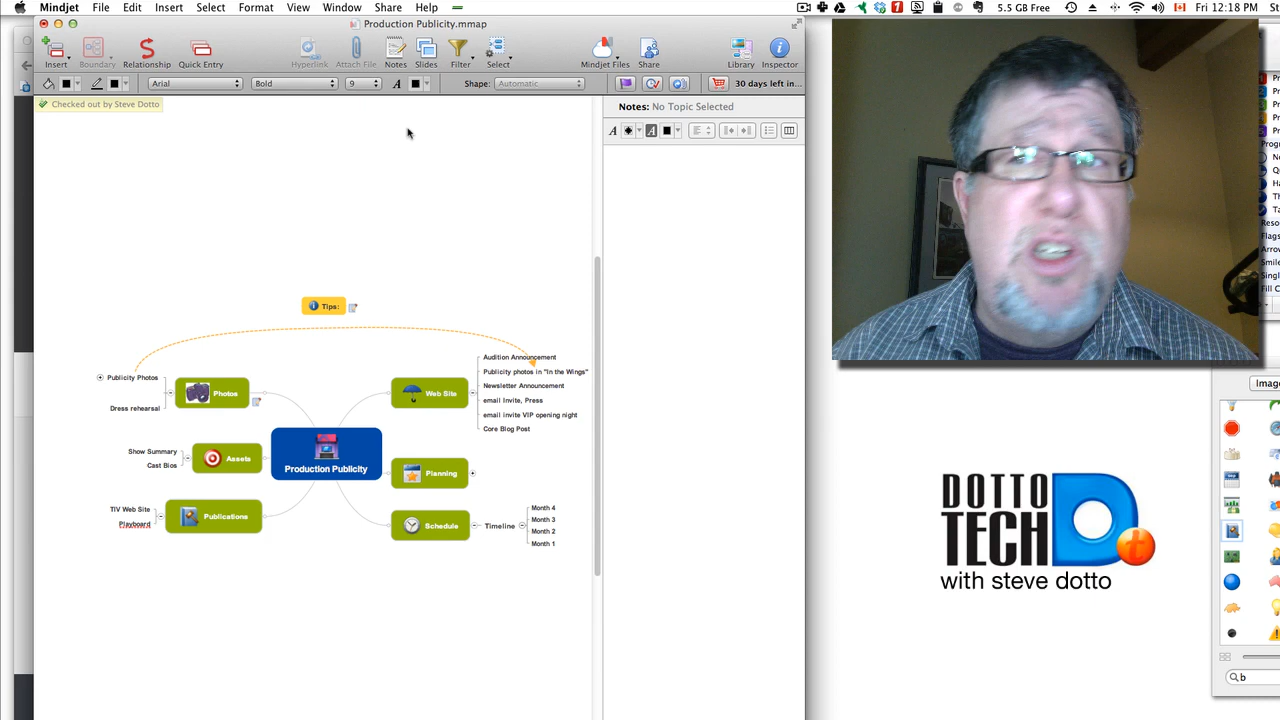 Mindjet File Edit Insert Select Format View Window Share Help 5.5 GB Free Fri 12:18 PM
Production Publicity.mmap
Insert Boundary Relationship Quick Entry Hyperlink Attach File Notes Slides Filter Select Mindjet Files Share Library Inspector
Arial Bold 9 A Shape: Automatic 30 days left in...
Checked out by Steve Dotto
Notes: No Topic Selected
Tips:
Publicity Photos
Photos
Dress rehearsal
Audition Announcement
Publicity photos in "In the Wings"
Web Site
Newsletter Announcement
email Invite, Press
email invite VIP opening night
Core Blog Post
Show Summary
Assets
Cast Bios
Production Publicity
Planning
TIV Web Site
Publications
Playboard
Schedule
Timeline
Month 4
Month 3
Month 2
Month 1
DOTTO
TECH
D
t
with steve dotto
b